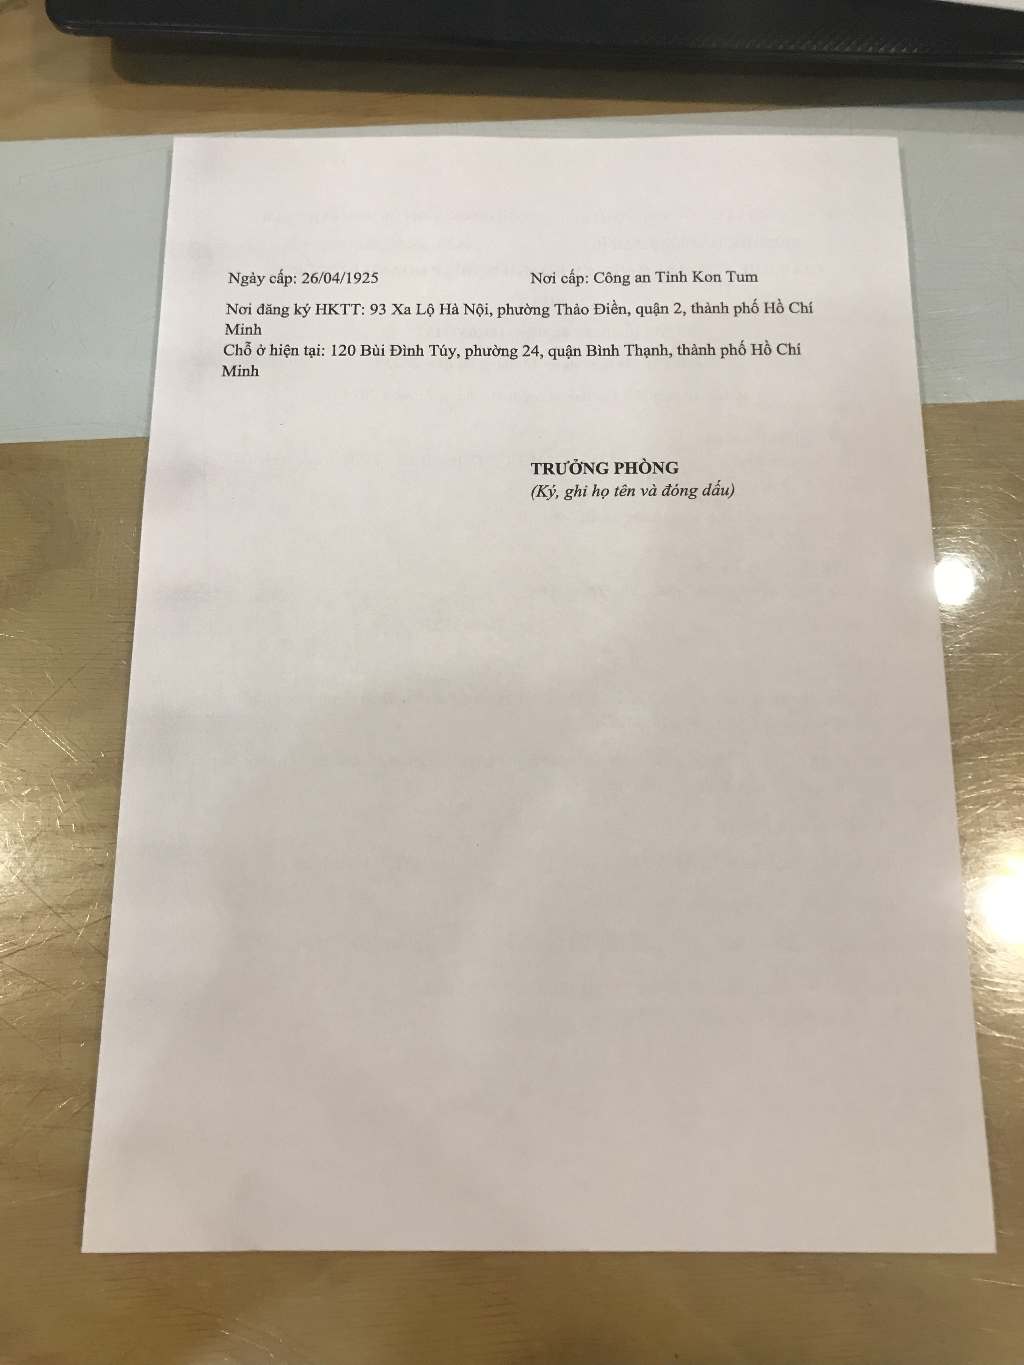 Ngày cấp: 26/04/1925 Nơi cấp: Công an Tỉnh Kon Tum
Nơi đăng ký HKTT: 93 Xa Lộ Hà Nội, phường Thảo Điền, quận 2, thành phố Hồ Chí
Minh
Chỗ ở hiện tại: 120 Bùi Đình Túy, phường 24, quận Bình Thạnh, thành phố Hồ Chí
Minh
TRƯỞNG PHÒNG
(Ký, ghi họ tên và đóng dấu)